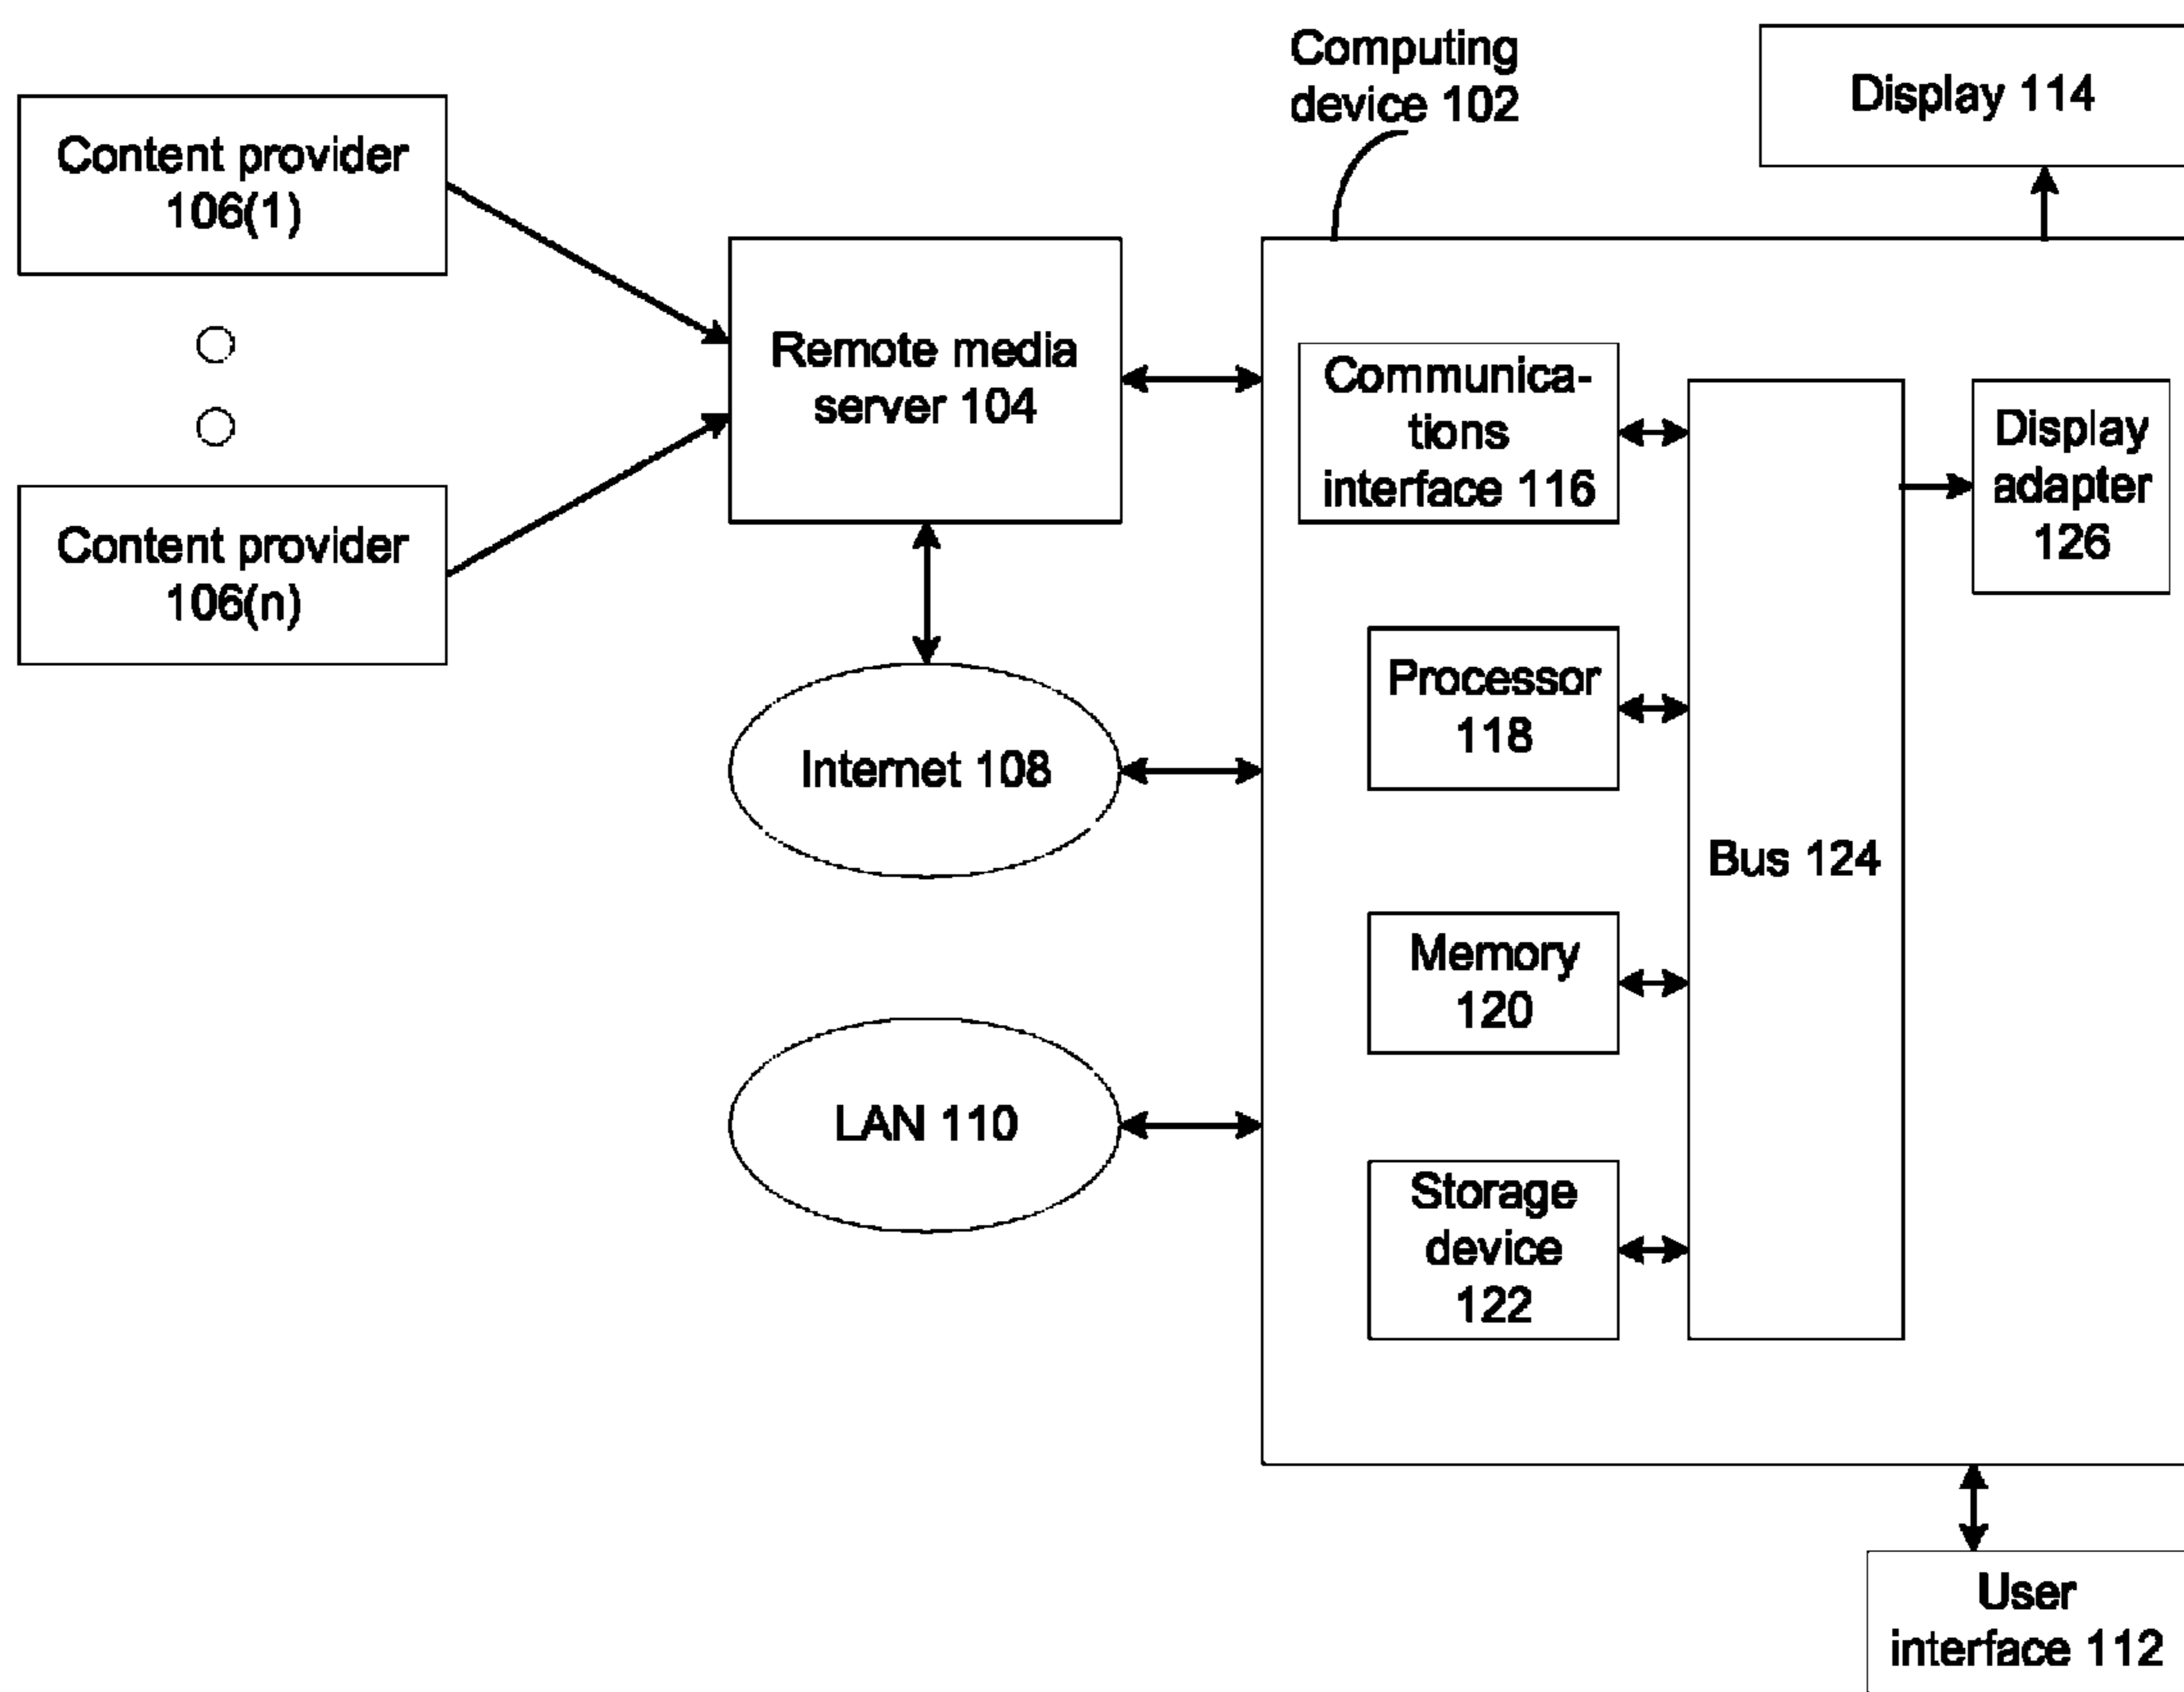 Computing
device 102
Display 114
Content provider
106(1)
Remote media
server 104
Communica-
tions
interface 116
Display
adapter
126
Content provider
106(n)
Processor
118
Internet 108
Bus 124
Memory
120
LAN 110
Storage
device
122
User
interface 112